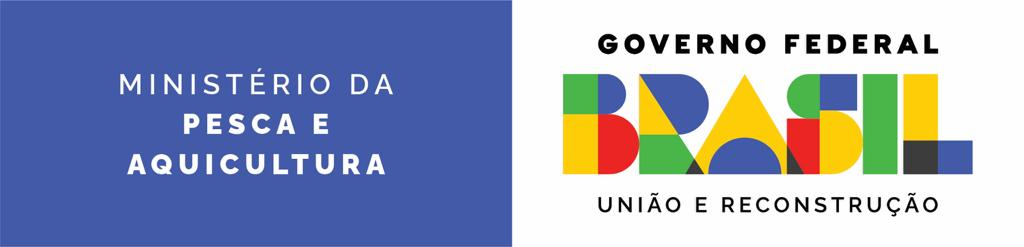 MINISTÉRIO DA
PESCA E
AQUICULTURA
GOVERNO FEDERAL
BRASIL
UNIÃO E RECONSTRUÇÃO